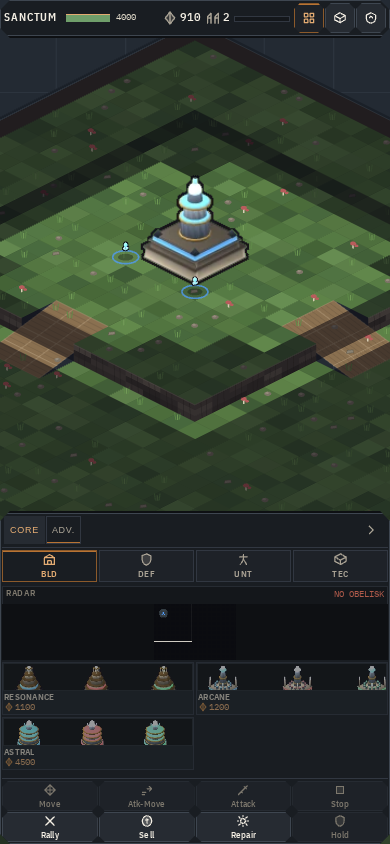 SANCTUM 4000 910 2
CORE ADV.
BLD DEF UNT TEC
RADAR NO OBELISK
RESONANCE ARCANE
1100 1200
ASTRAL
4500
Move Atk-Move Attack Stop
Rally Sell Repair Hold